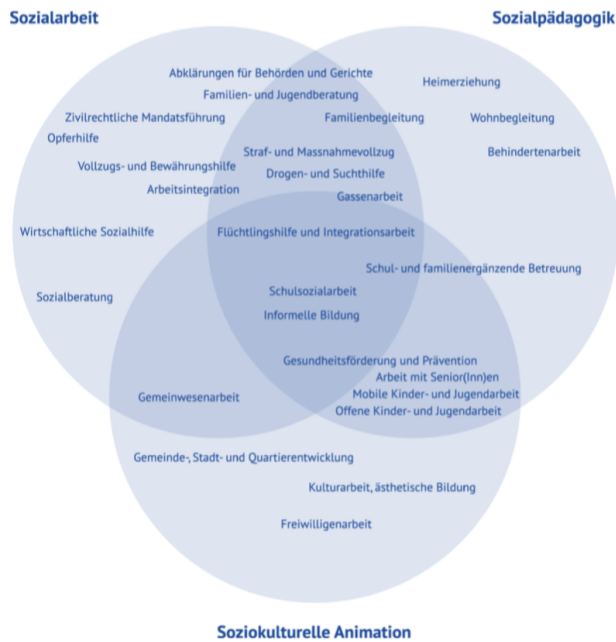 Sozialarbeit
Sozialpädagogik
Abklärungen für Behörden und Gerichte
Heimerziehung
Familien- und Jugendberatung
Zivilrechtliche Mandatsführung
Familienbegleitung
Wohnbegleitung
Opferhilfe
Straf- und Massnahmevollzug
Behindertenarbeit
Vollzugs- und Bewährungshilfe
Drogen- und Suchthilfe
Arbeitsintegration
Gassenarbeit
Wirtschaftliche Sozialhilfe
Flüchtlingshilfe und Integrationsarbeit
Schul- und familienergänzende Betreuung
Schulsozialarbeit
Sozialberatung
Informelle Bildung
Gesundheitsförderung und Prävention
Arbeit mit Senior(Inn)en
Mobile Kinder- und Jugendarbeit
Gemeinwesenarbeit
Offene Kinder- und Jugendarbeit
Gemeinde-, Stadt- und Quartierentwicklung
Kulturarbeit, ästhetische Bildung
Freiwilligenarbeit
Soziokulturelle Animation